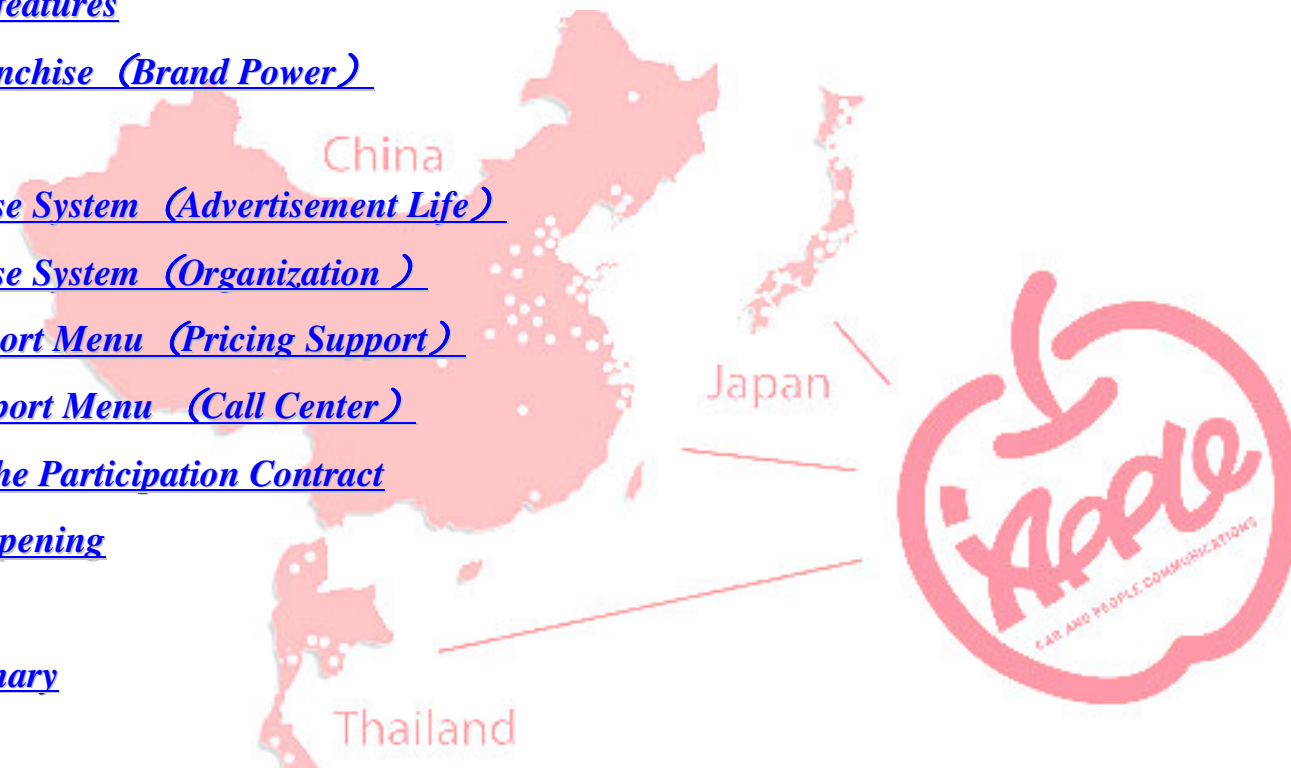 features
nchise（Brand Power）
China
se System（Advertisement Life）
se System（Organization ）
ort Menu（Pricing Support）
Japan
port Menu （Call Center）
he Participation Contract
Apple
CAR AND PEOPLE COMMUNICATIONS
pening
nary
Thailand